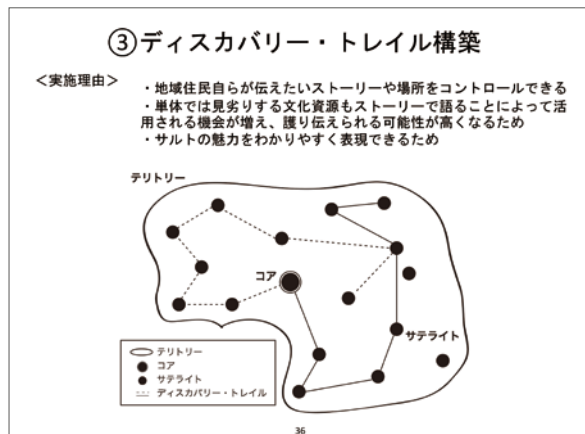 ③ディスカバリー・トレイル構築
＜実施理由＞
・地域住民自らが伝えたいストーリーや場所をコントロールできる
・単体では見劣りする文化資源もストーリーで語ることによって活
用される機会が増え、護り伝えられる可能性が高くなるため
・サルトの魅力をわかりやすく表現できるため
テリトリー
コア
サテライト
テリトリー
コア
サテライト
ディスカバリー・トレイル
36